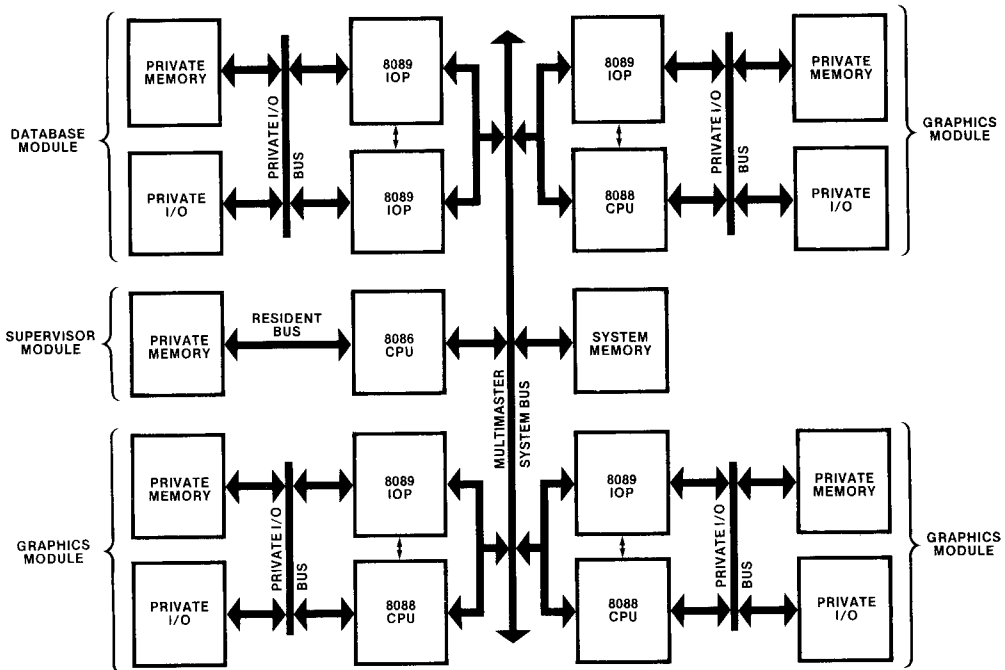 DATABASE
MODULE
PRIVATE
MEMORY
PRIVATE
I/O
PRIVATE I/O
BUS
8089
IOP
8089
IOP
8089
IOP
8088
CPU
PRIVATE I/O
BUS
PRIVATE
MEMORY
PRIVATE
I/O
GRAPHICS
MODULE
SUPERVISOR
MODULE
PRIVATE
MEMORY
RESIDENT
BUS
8086
CPU
MULTIMASTER
SYSTEM BUS
SYSTEM
MEMORY
GRAPHICS
MODULE
PRIVATE
MEMORY
PRIVATE
I/O
PRIVATE I/O
BUS
8089
IOP
8088
CPU
8089
IOP
8088
CPU
PRIVATE I/O
BUS
PRIVATE
MEMORY
PRIVATE
I/O
GRAPHICS
MODULE